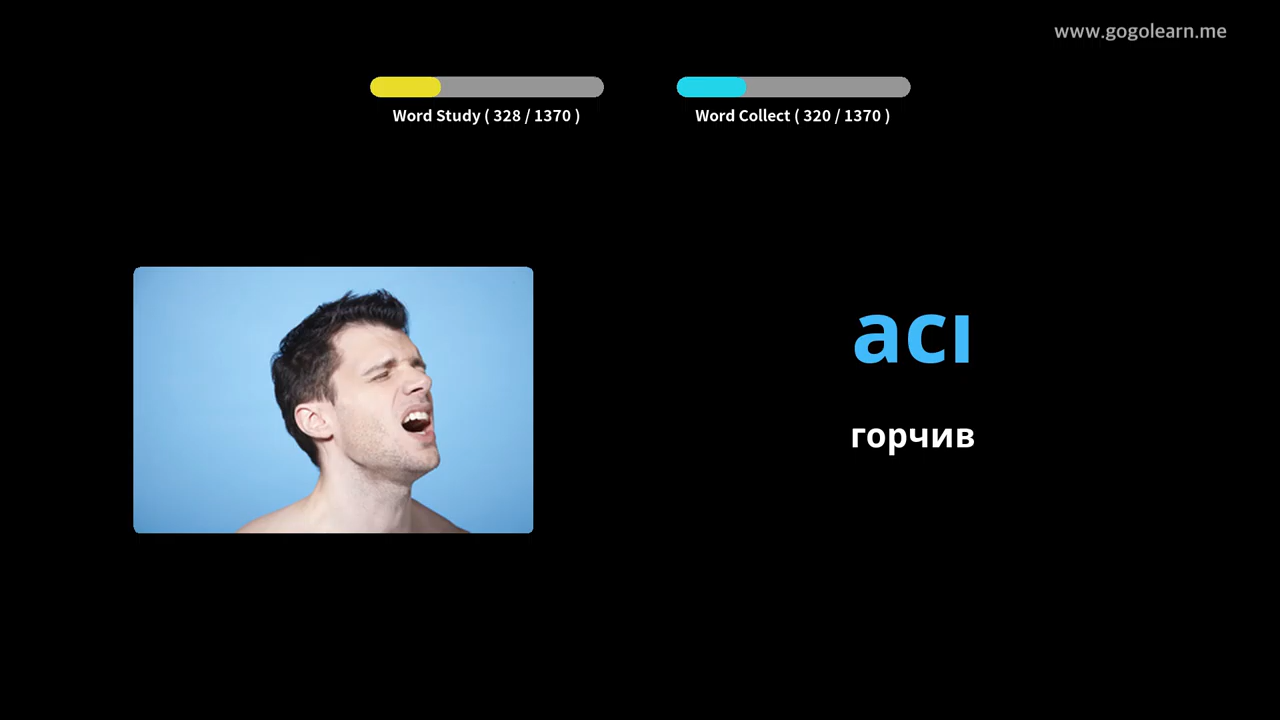 www.gogolearn.me
Word Study ( 328 / 1370 )
Word Collect ( 320 / 1370 )
acı
горчив